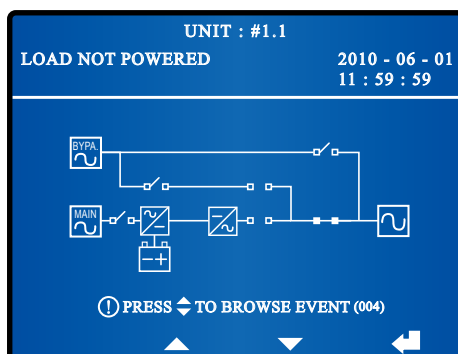 UNIT : #1.1
LOAD NOT POWERED
2010 - 06 - 01
11 : 59 : 59
BYPA.
MAIN
PRESS TO BROWSE EVENT (004)